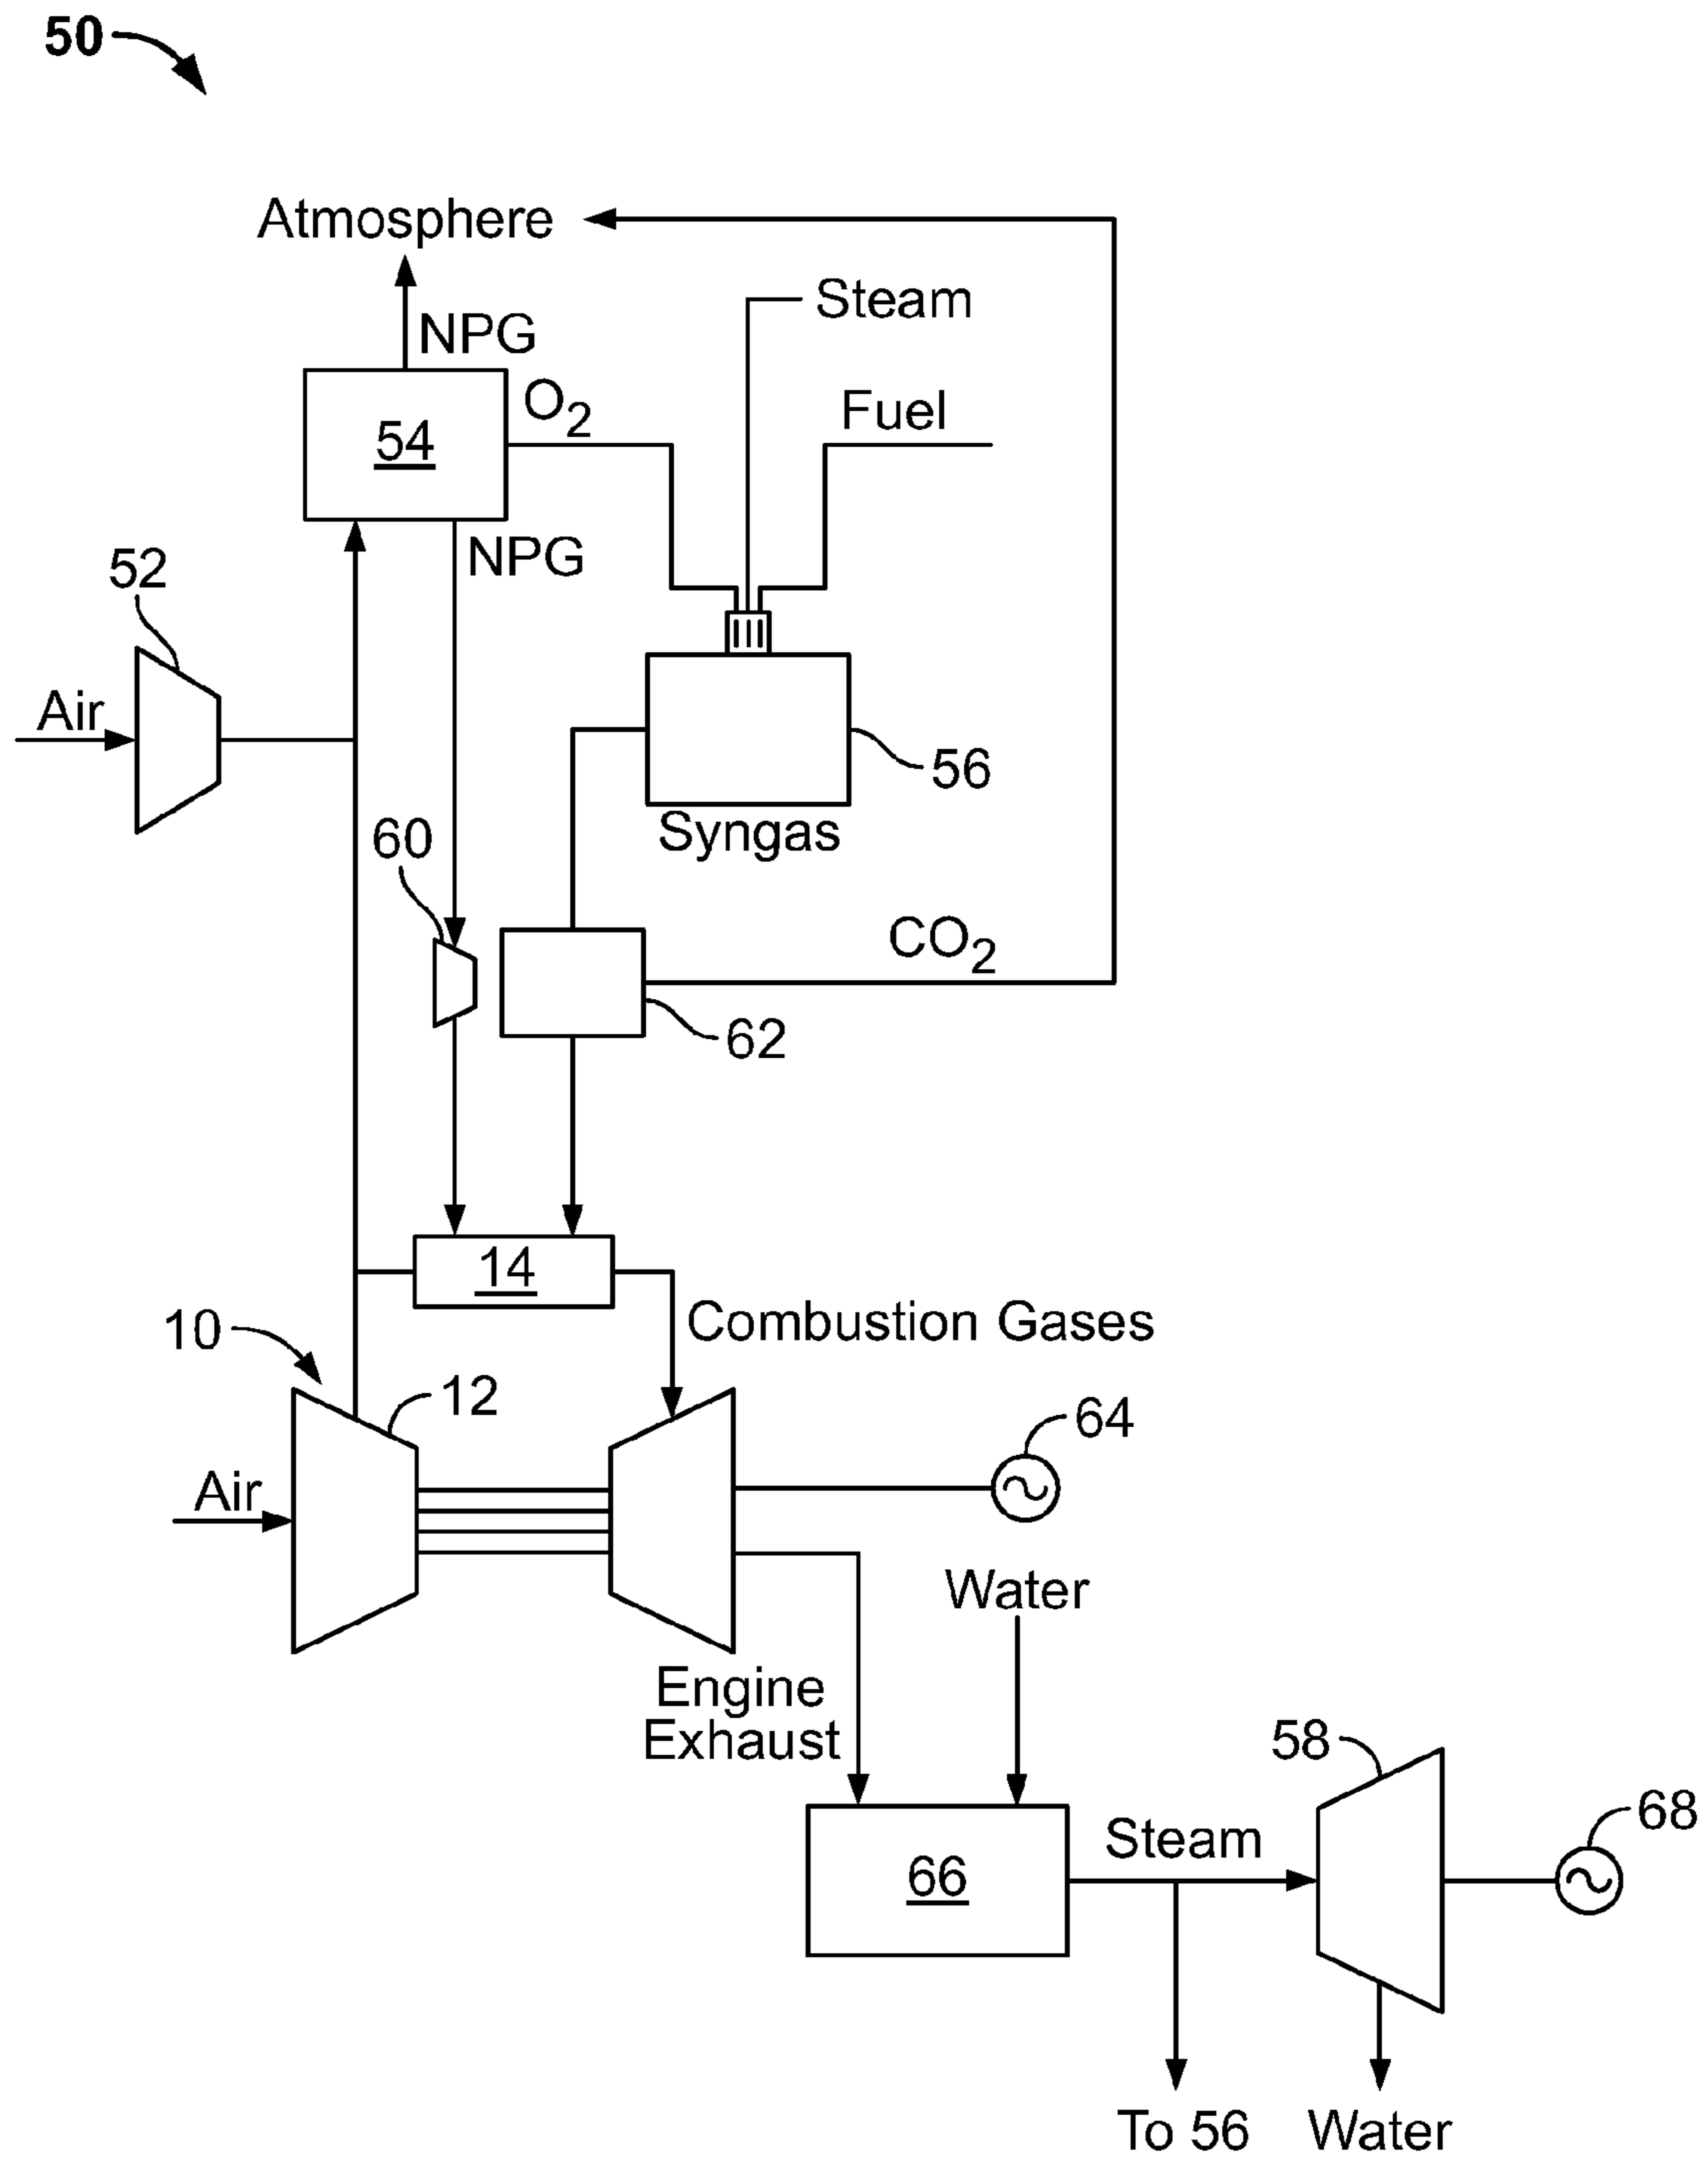 50
Atmosphere
Steam
NPG
O2
Fuel
54
NPG
52
Air
56
60
Syngas
CO2
62
14
10
Combustion Gases
12
64
Air
Water
Engine
Exhaust
58
68
Steam
66
To 56
Water